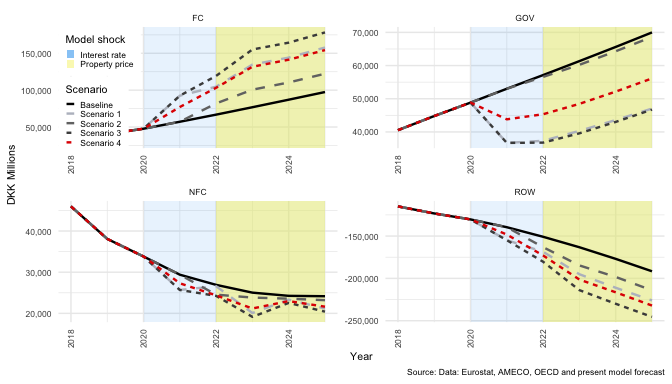 FC
GOV
Model shock
Interest rate
Property price
Scenario
Baseline
Scenario 1
Scenario 2
Scenario 3
Scenario 4
150,000
100,000
50,000
2018
2020
2022
2024
70,000
60,000
50,000
40,000
2018
2020
2022
2024
DKK Millions
NFC
ROW
40,000
30,000
20,000
2018
2020
2022
2024
-150,000
-200,000
-250,000
2018
2020
2022
2024
Year
Source: Data: Eurostat, AMECO, OECD and present model forecast